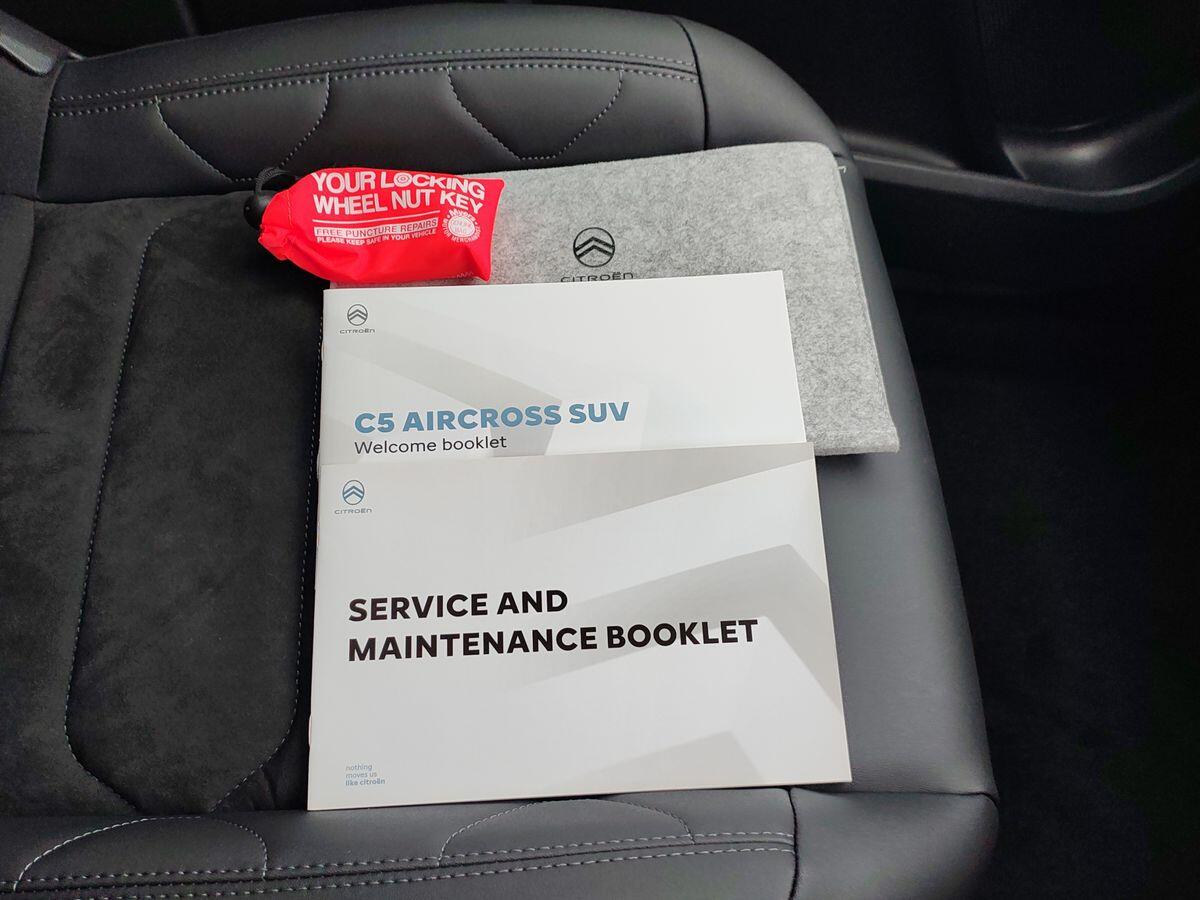 YOUR LOCKING
WHEEL NUT KEY
FREE PUNCTURE REPAIRS
PLEASE KEEP SAFE IN YOUR VEHICLE
Myers
CITROËN
CITROËN
C5 AIRCROSS SUV
Welcome booklet
CITROËN
SERVICE AND
MAINTENANCE BOOKLET
nothing
moves us
like citroën